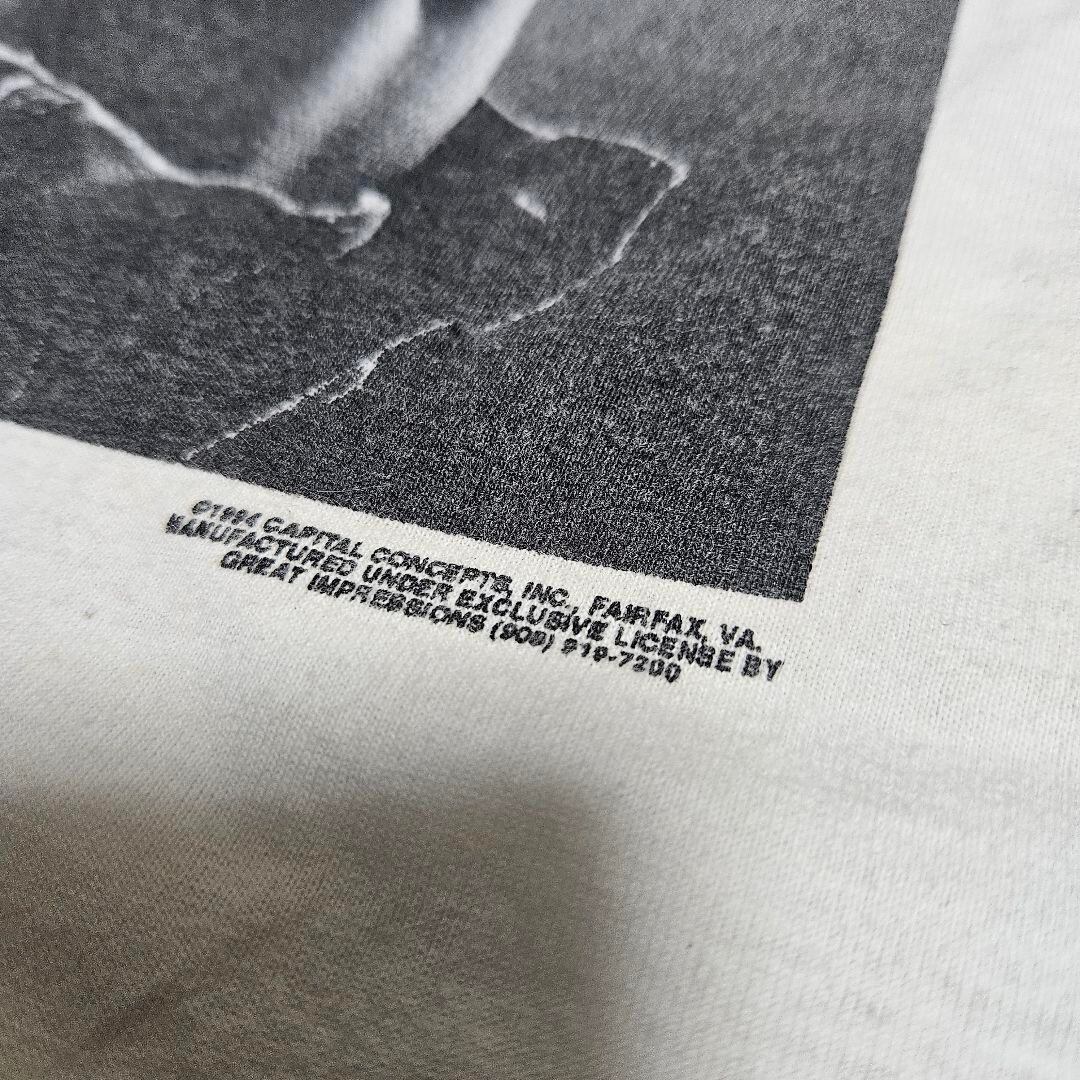 ©1994 CAPITAL CONCEPTS, INC., FAIRFAX, VA.
MANUFACTURED UNDER EXCLUSIVE LICENSE BY
GREAT IMPRESSIONS (909) 919-7200